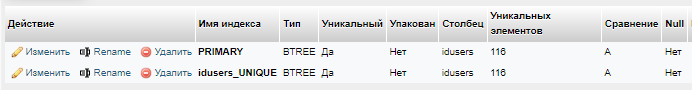 Действие Имя индекса Тип Уникальный Упакован Столбец Уникальных элементов Сравнение Null
Изменить Rename Удалить PRIMARY BTREE Да Нет idusers 116 A Нет
Изменить Rename Удалить idusers_UNIQUE BTREE Да Нет idusers 116 A Нет